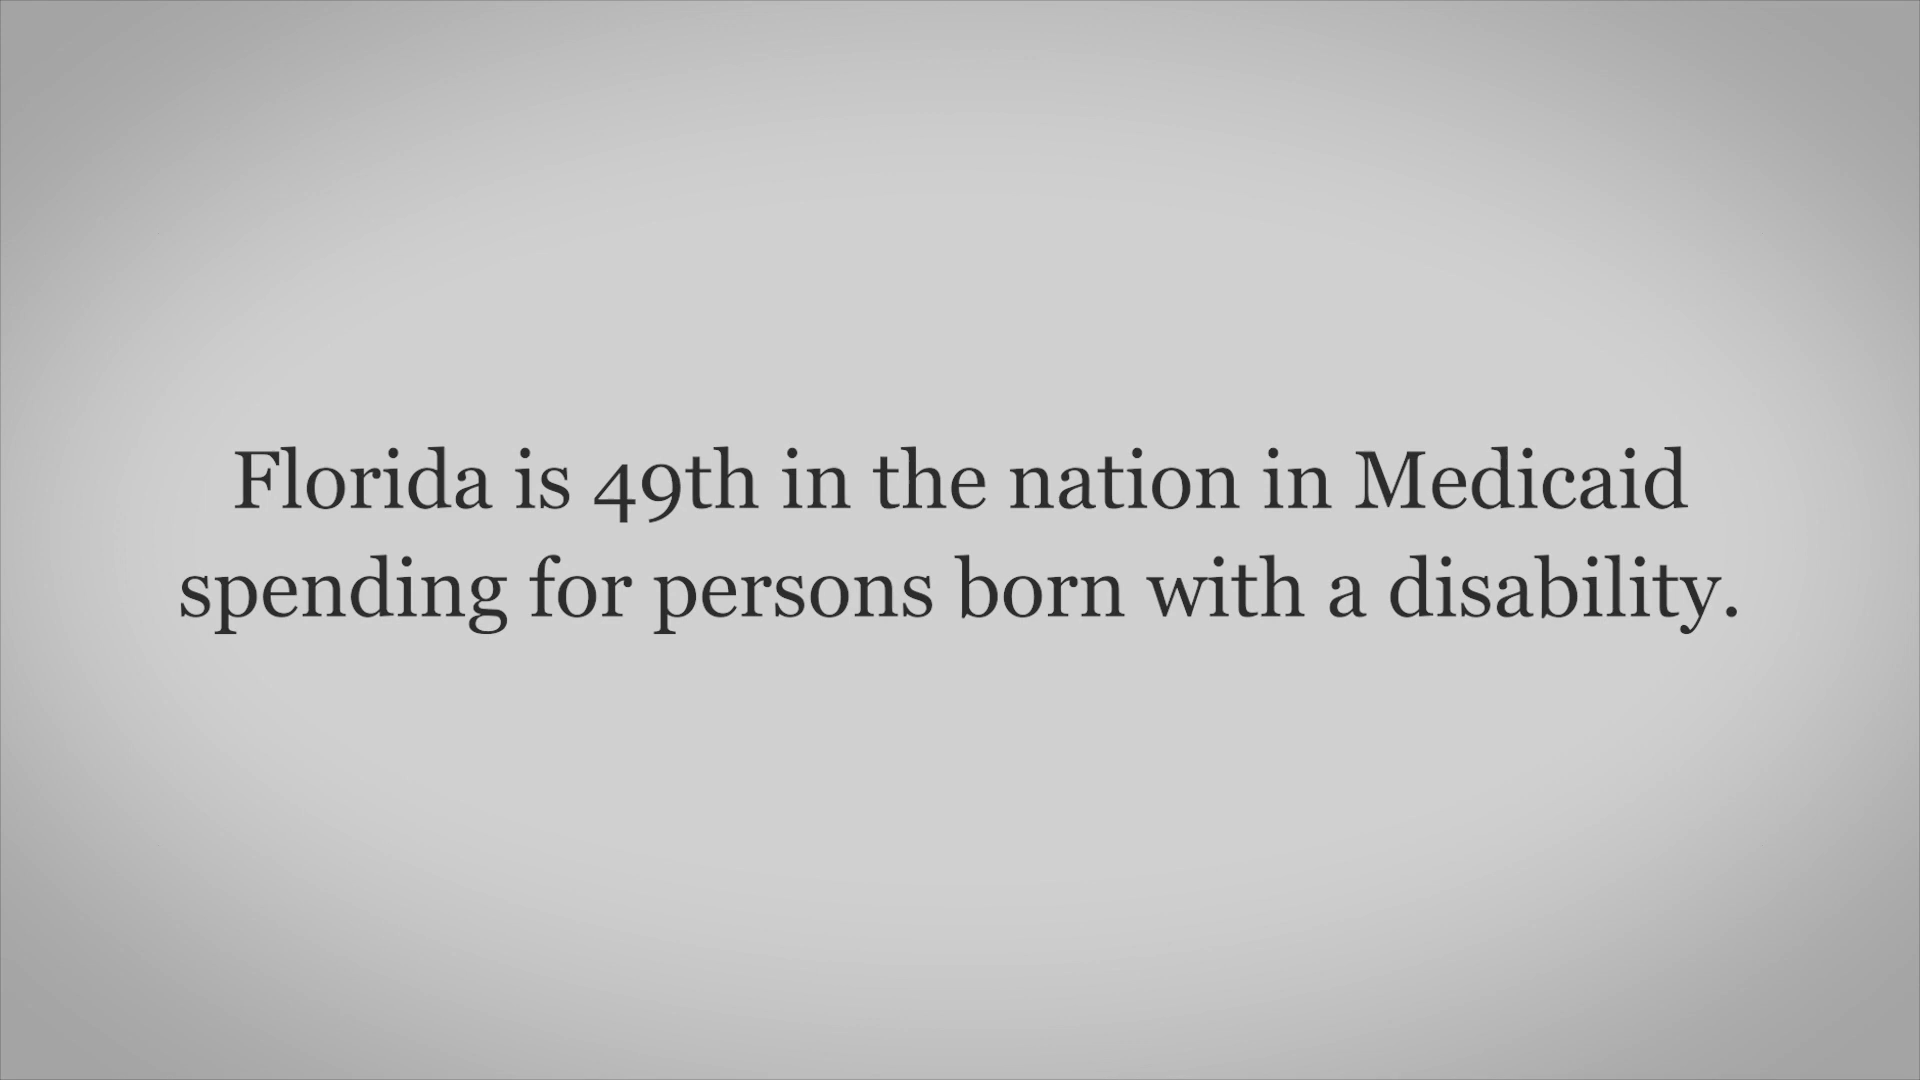 Florida is 49th in the nation in Medicaid
spending for persons born with a disability.